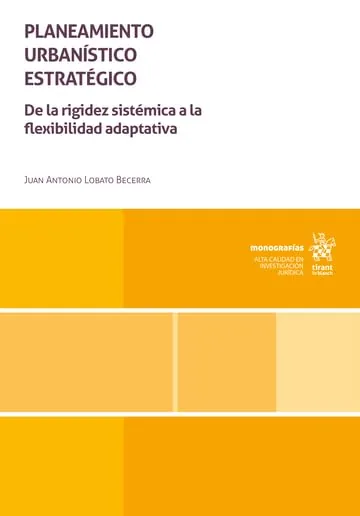 PLANEAMIENTO
URBANÍSTICO
ESTRATÉGICO
De la rigidez sistémica a la
flexibilidad adaptativa
Juan Antonio Lobato Becerra
monografías
ALTA CALIDAD EN
INVESTIGACIÓN
JURÍDICA
tirant
lo blanch